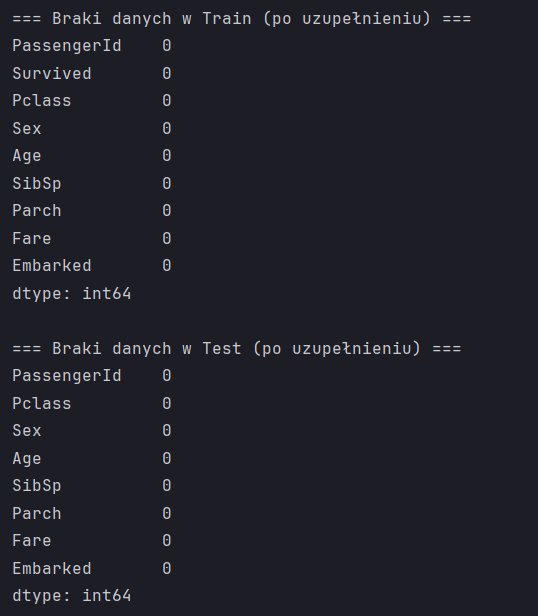 === Braki danych w Train (po uzupełnieniu) ===
PassengerId    0
Survived       0
Pclass         0
Sex            0
Age            0
SibSp          0
Parch          0
Fare           0
Embarked       0
dtype: int64

=== Braki danych w Test (po uzupełnieniu) ===
PassengerId    0
Pclass         0
Sex            0
Age            0
SibSp          0
Parch          0
Fare           0
Embarked       0
dtype: int64